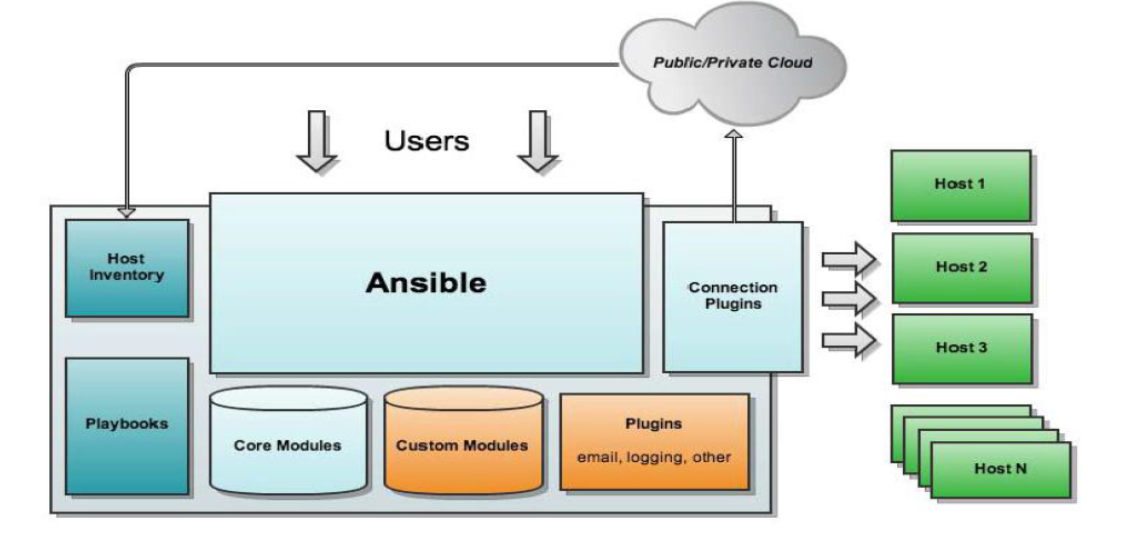 Public/Private Cloud
Users
Host
Inventory
Ansible
Connection
Plugins
Host 1
Host 2
Host 3
Host N
Playbooks
Core Modules
Custom Modules
Plugins
email, logging, other